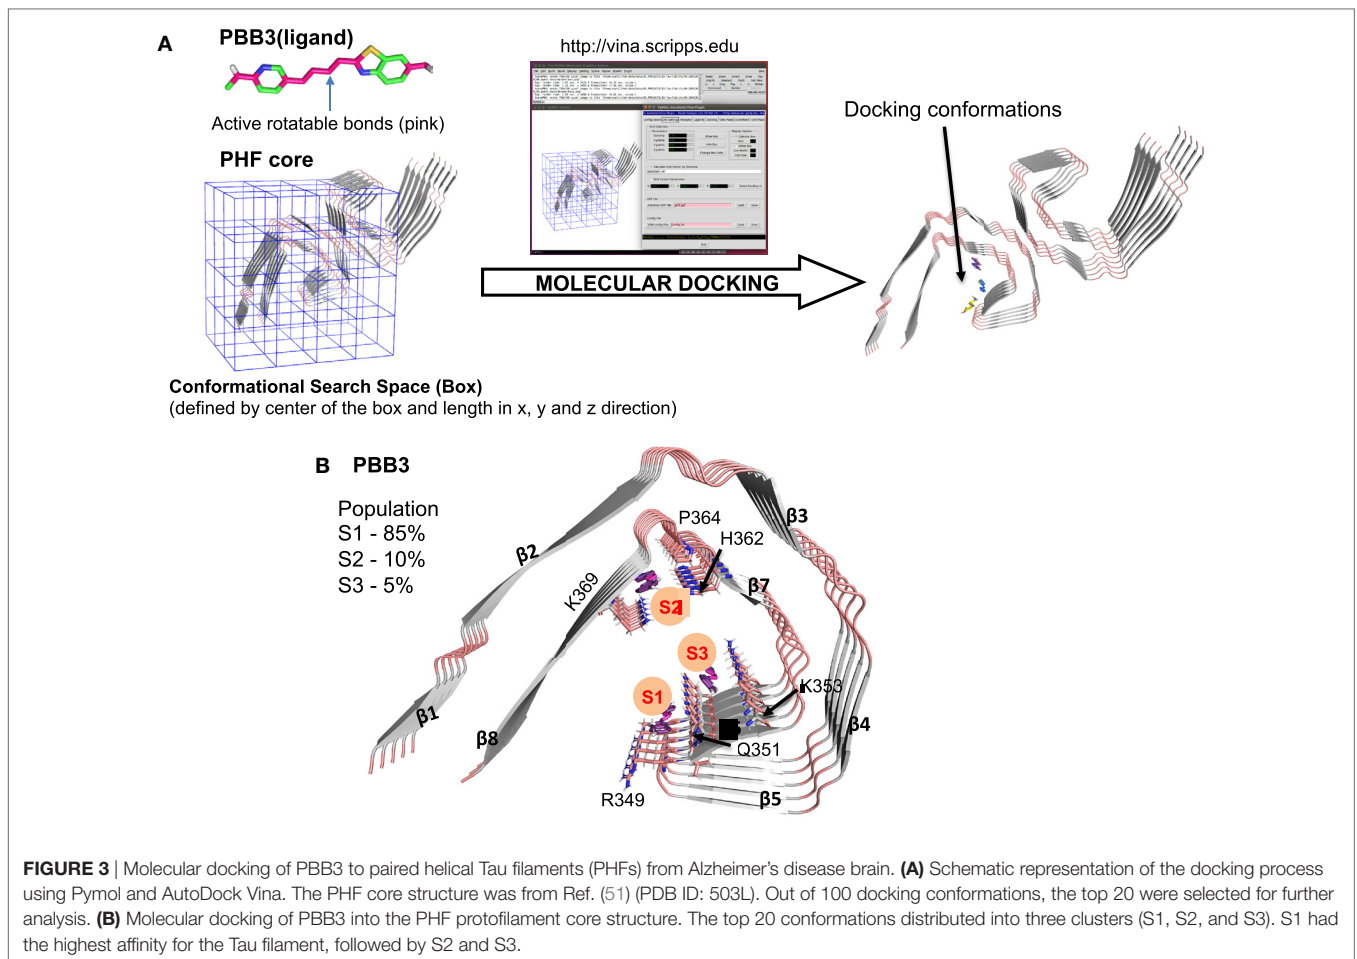 A
PBB3(ligand)
Active rotatable bonds (pink)
PHF core
http://vina.scripps.edu
MOLECULAR DOCKING
Docking conformations
Conformational Search Space (Box)
(defined by center of the box and length in x, y and z direction)
B PBB3
Population
S1 - 85%
S2 - 10%
S3 - 5%
P364
H362
β3
β2
K369
β7
S2
S3
S1
K353
β1
β8
Q351
β4
R349
β5
FIGURE 3 | Molecular docking of PBB3 to paired helical Tau filaments (PHFs) from Alzheimer's disease brain. (A) Schematic representation of the docking process
using Pymol and AutoDock Vina. The PHF core structure was from Ref. (51) (PDB ID: 503L). Out of 100 docking conformations, the top 20 were selected for further
analysis. (B) Molecular docking of PBB3 into the PHF protofilament core structure. The top 20 conformations distributed into three clusters (S1, S2, and S3). S1 had
the highest affinity for the Tau filament, followed by S2 and S3.